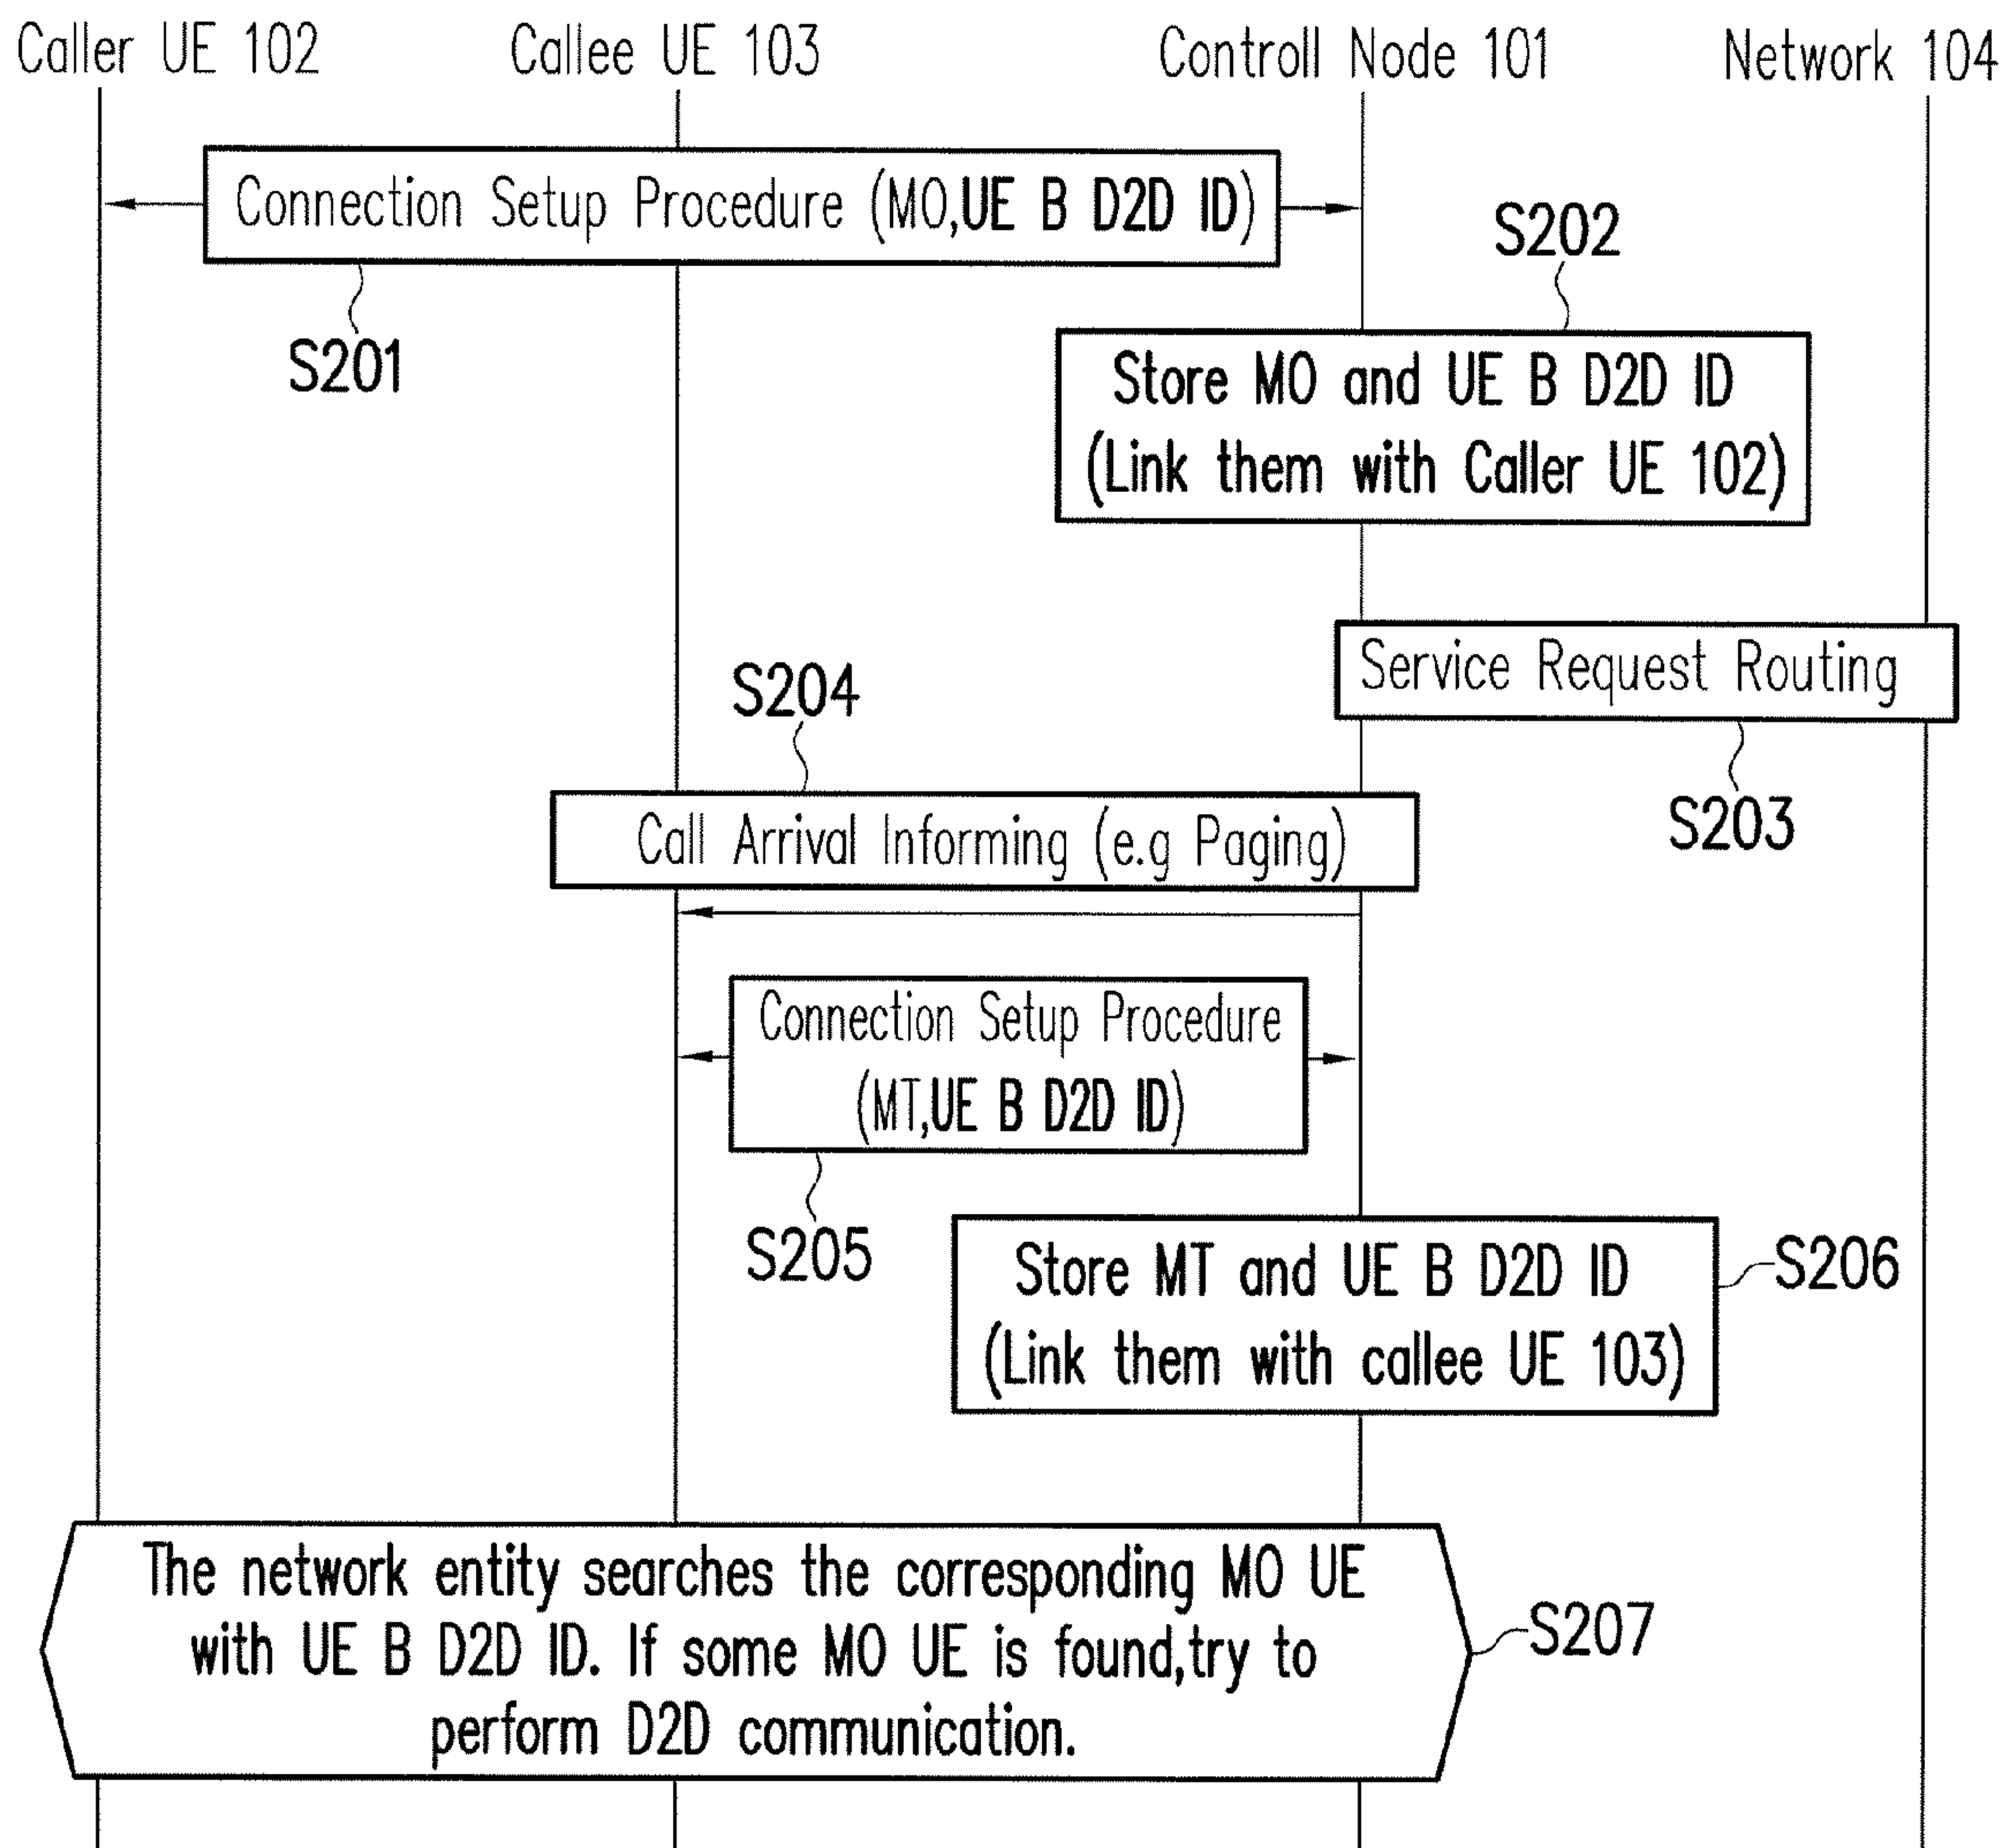 Caller UE 102
Callee UE 103
Controll Node 101
Network 104
Connection Setup Procedure (MO,UE B D2D ID)
S201
S202
Store MO and UE B D2D ID
(Link them with Caller UE 102)
Service Request Routing
S203
S204
Call Arrival Informing (e.g Paging)
Connection Setup Procedure
(MT,UE B D2D ID)
S205
Store MT and UE B D2D ID
(Link them with callee UE 103)
S206
The network entity searches the corresponding MO UE
with UE B D2D ID. If some MO UE is found,try to
perform D2D communication.
S207